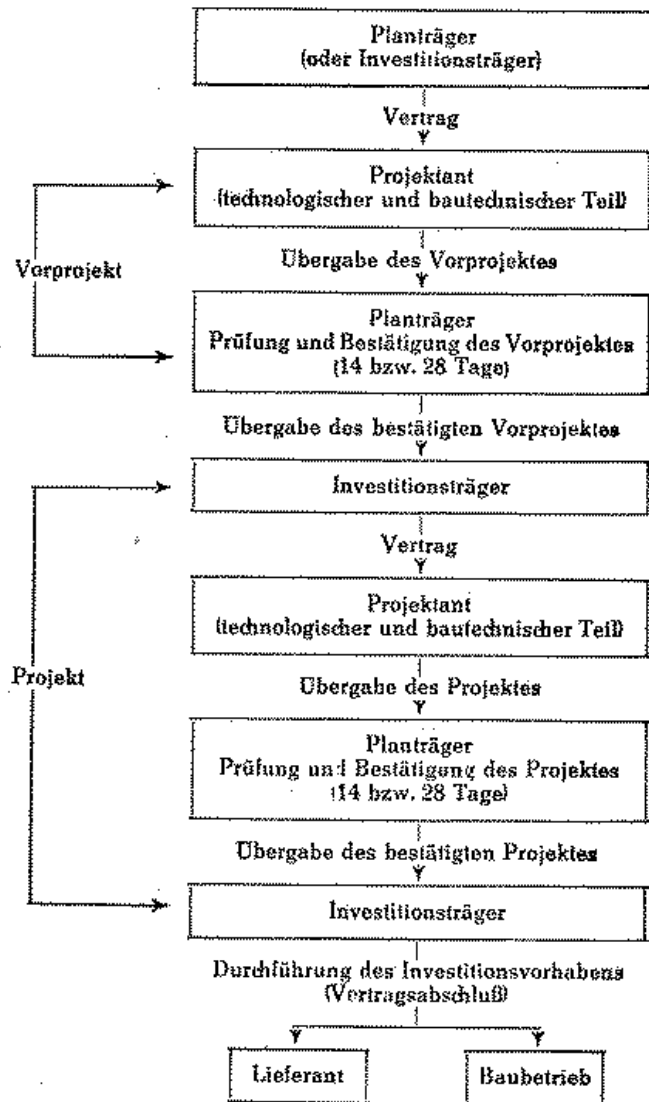 Planträger
(oder Investitionsträger)
Vertrag
Projektant
(technologischer und bautechnischer Teil)
Übergabe des Vorprojektes
Vorprojekt
Planträger
Prüfung und Bestätigung des Vorprojektes
(14 bzw. 28 Tage)
Übergabe des bestätigten Vorprojektes
Investitionsträger
Vertrag
Projektant
(technologischer und bautechnischer Teil)
Projekt
Übergabe des Projektes
Planträger
Prüfung und Bestätigung des Projektes
(14 bzw. 28 Tage)
Übergabe des bestätigten Projektes
Investitionsträger
Durchführung des Investitionsvorhabens
(Vertragsabschluß)
Lieferant
Baubetrieb